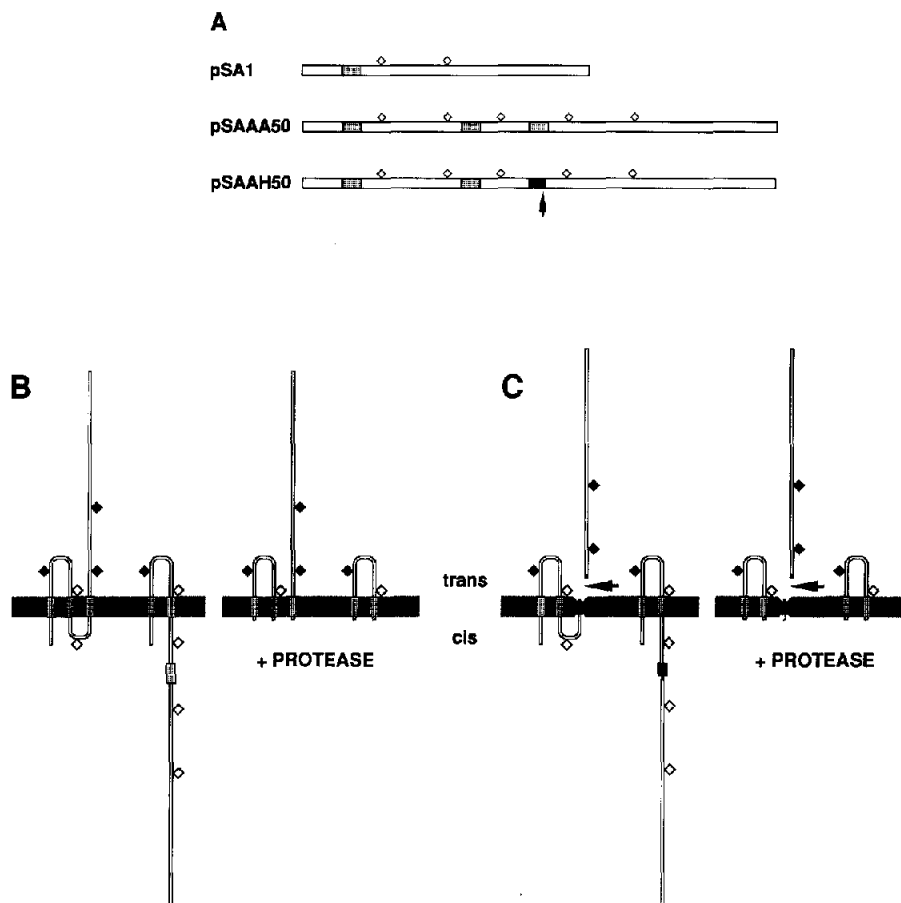 A
pSA1
pSAAA50
pSAAH50
B
C
trans
cis
+ PROTEASE
+ PROTEASE